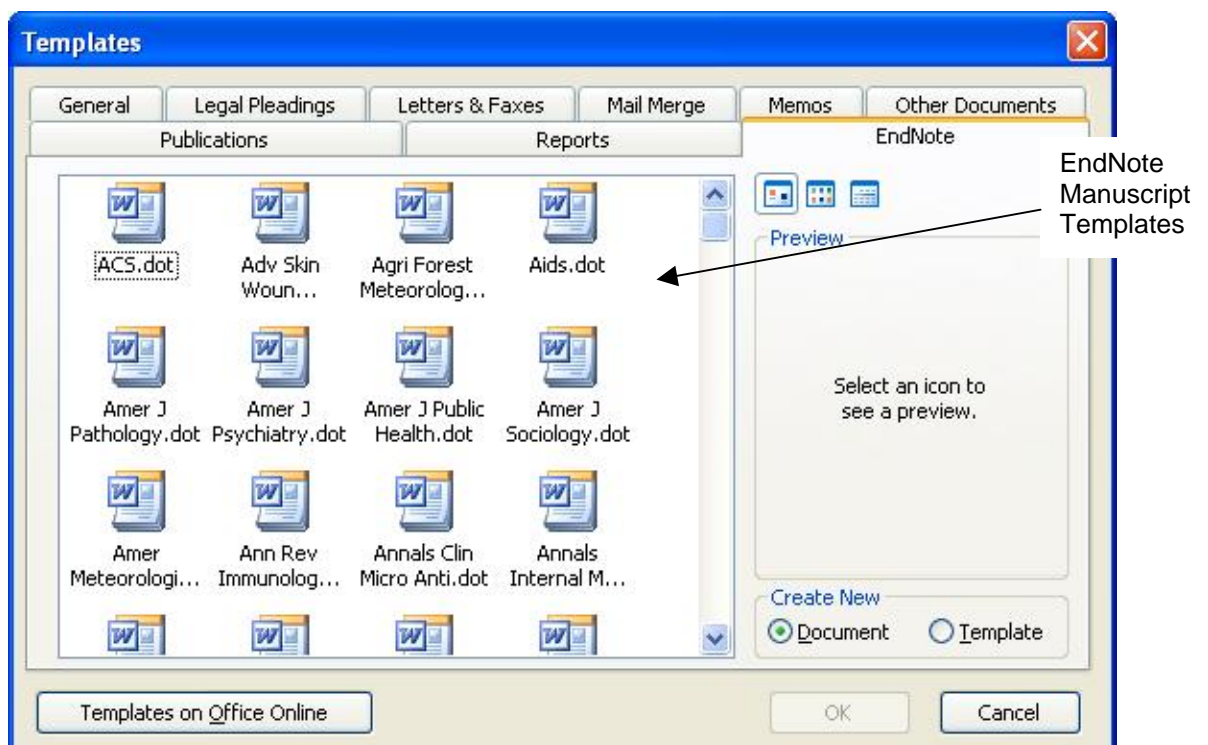 Templates
General Legal Pleadings Letters & Faxes Mail Merge Memos Other Documents
Publications Reports EndNote
EndNote
Manuscript
Templates
ACS.dot
Adv Skin
Woun...
Agri Forest
Meteorolog...
Aids.dot
Amer J
Pathology.dot
Amer J
Psychiatry.dot
Amer J Public
Health.dot
Amer J
Sociology.dot
Amer
Meteorologi...
Ann Rev
Immunolog...
Annals Clin
Micro Anti.dot
Annals
Internal M...
Preview
Select an icon to
see a preview.
Create New
Document Template
Templates on Office Online
OK Cancel